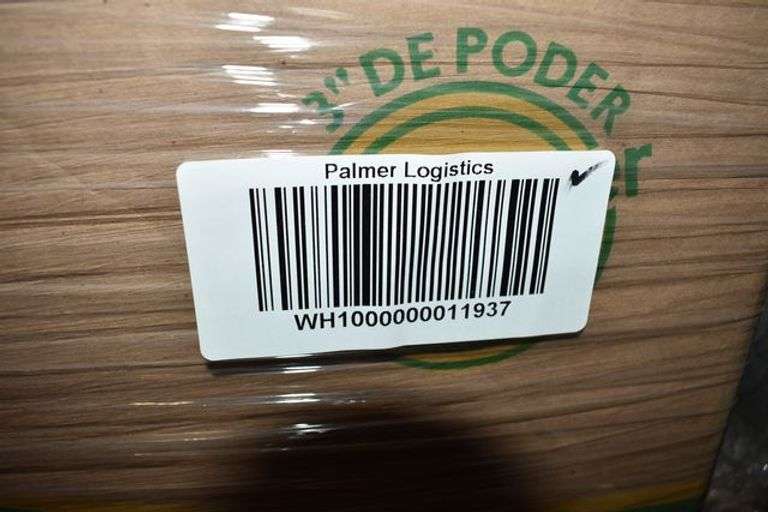 3" DE PODER
Palmer Logistics
WH1000000011937